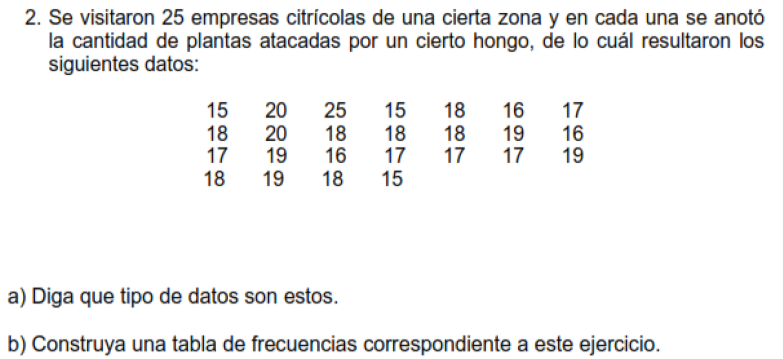 2. Se visitaron 25 empresas citrícolas de una cierta zona y en cada una se anotó
la cantidad de plantas atacadas por un cierto hongo, de lo cuál resultaron los
siguientes datos:
15 20 25 15 18 16 17
18 20 18 18 18 19 16
17 19 16 17 17 17 19
18 19 18 15
a) Diga que tipo de datos son estos.
b) Construya una tabla de frecuencias correspondiente a este ejercicio.